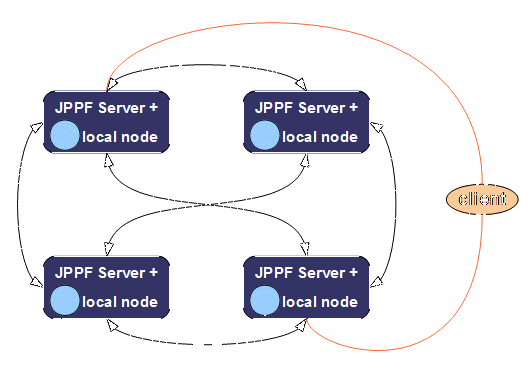 JPPF Server +
local node
JPPF Server +
local node
client
JPPF Server +
local node
JPPF Server +
local node